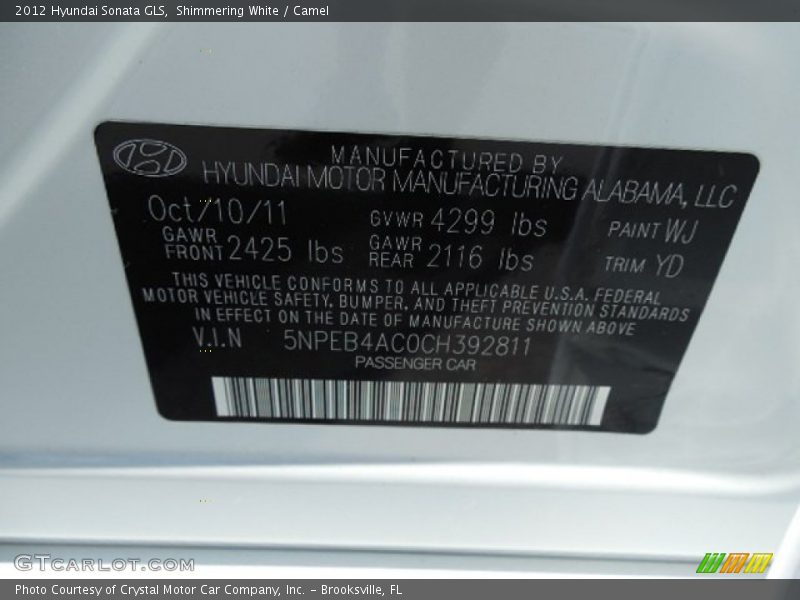 2012 Hyundai Sonata GLS, Shimmering White / Camel
MANUFACTURED BY
HYUNDAI MOTOR MANUFACTURING ALABAMA, LLC
Oct/10/11 GVWR 4299 lbs PAINT WJ
GAWR FRONT 2425 lbs GAWR REAR 2116 lbs TRIM YD
THIS VEHICLE CONFORMS TO ALL APPLICABLE U.S.A. FEDERAL
MOTOR VEHICLE SAFETY, BUMPER, AND THEFT PREVENTION STANDARDS
IN EFFECT ON THE DATE OF MANUFACTURE SHOWN ABOVE
V.I.N 5NPEB4AC0CH392811
PASSENGER CAR
GTCARLOT.COM
Photo Courtesy of Crystal Motor Car Company, Inc. – Brooksville, FL